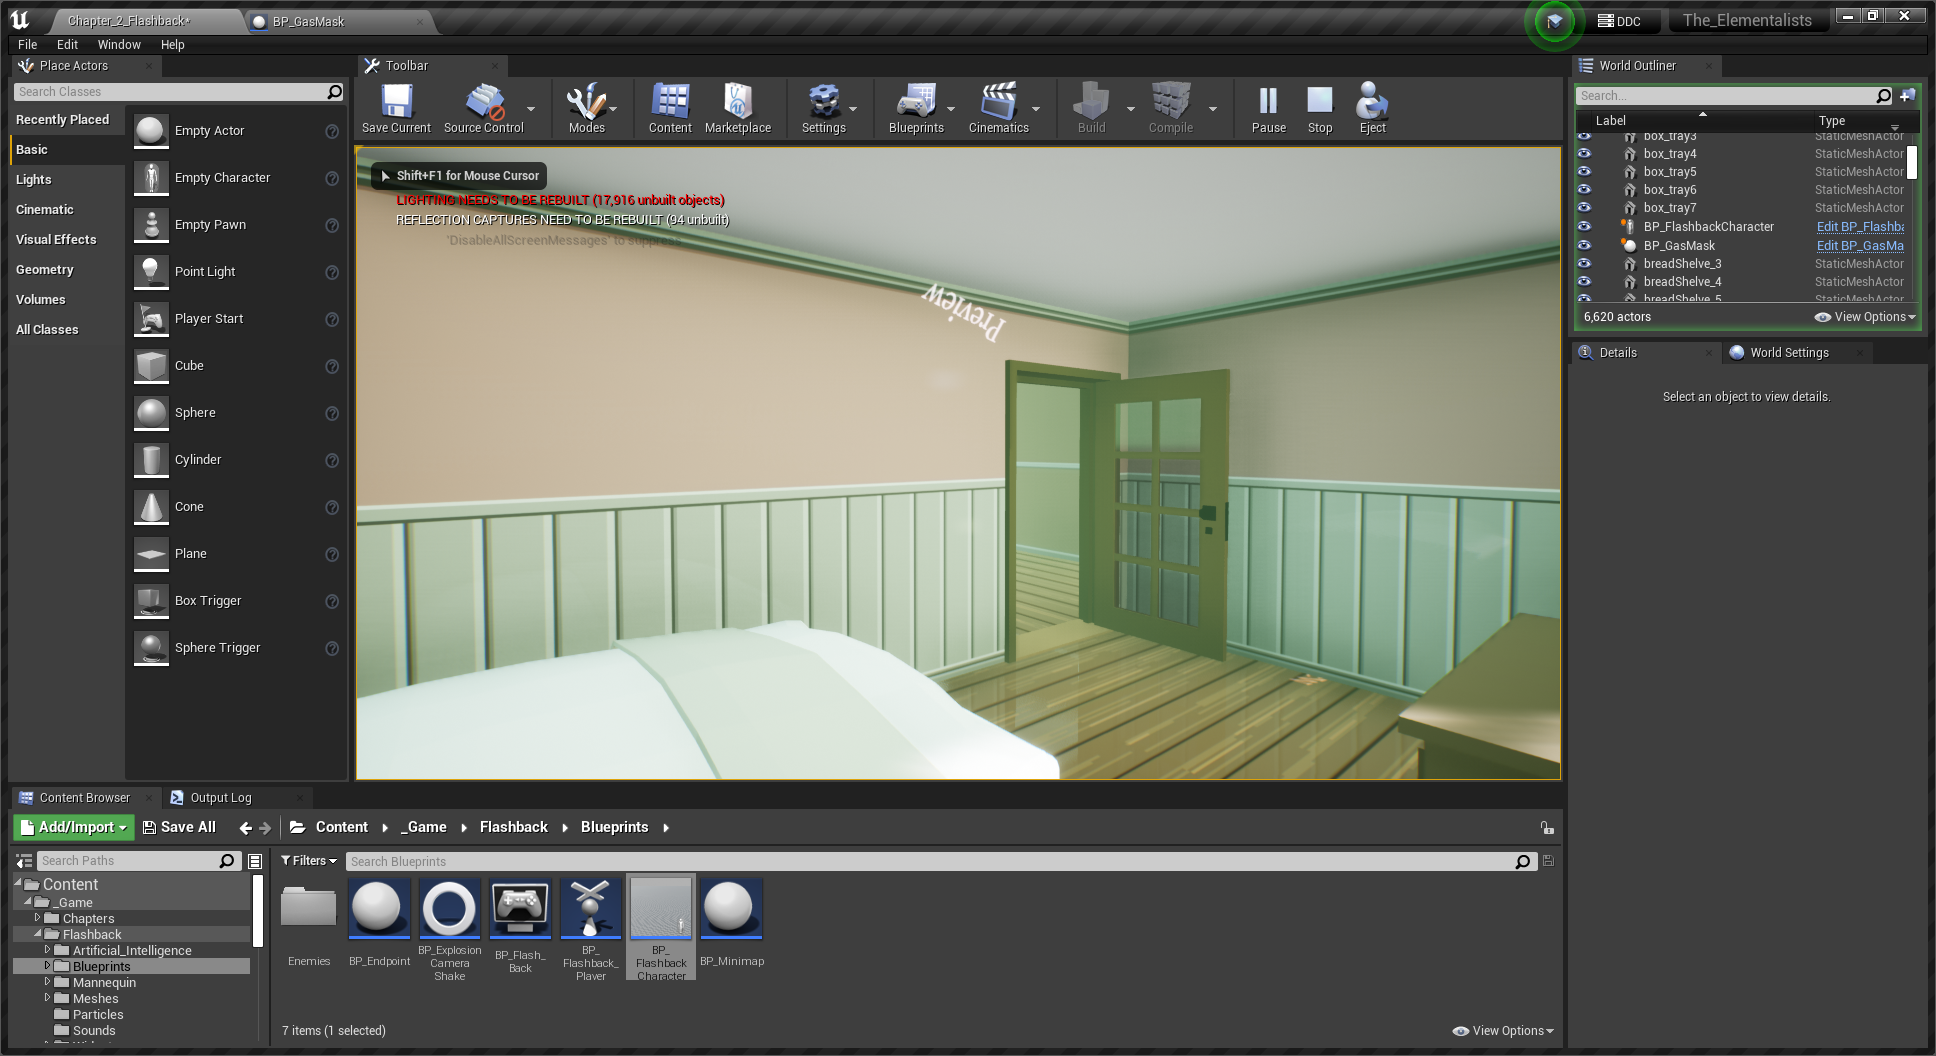 Chapter_2_Flashback*
BP_GasMask
DDC
The_Elementalists
File Edit Window Help
Place Actors
Search Classes
Recently Placed
Basic
Lights
Cinematic
Visual Effects
Geometry
Volumes
All Classes
Empty Actor
Empty Character
Empty Pawn
Point Light
Player Start
Cube
Sphere
Cylinder
Cone
Plane
Box Trigger
Sphere Trigger
Toolbar
Save Current
Source Control
Modes
Content
Marketplace
Settings
Blueprints
Cinematics
Build
Compile
Pause
Stop
Eject
Shift+F1 for Mouse Cursor
LIGHTING NEEDS TO BE REBUILT (17,916 unbuilt objects)
REFLECTION CAPTURES NEED TO BE REBUILT (94 unbuilt)
'DisableAllScreenMessages' to suppress
Preview
World Outliner
Search...
Label Type
box_tray3 StaticMeshActor
box_tray4 StaticMeshActor
box_tray5 StaticMeshActor
box_tray6 StaticMeshActor
box_tray7 StaticMeshActor
BP_FlashbackCharacter Edit BP_Flashba
BP_GasMask Edit BP_GasMa
breadShelve_3 StaticMeshActor
breadShelve_4 StaticMeshActor
breadShelve_5 StaticMeshActor
6,620 actors
View Options
Details
World Settings
Select an object to view details.
Content Browser
Output Log
Add/Import
Save All
Content
_Game
Flashback
Blueprints
Search Paths
Content
_Game
Chapters
Flashback
Artificial_Intelligence
Blueprints
Mannequin
Meshes
Particles
Sounds
Filters
Search Blueprints
Enemies
BP_Endpoint
BP_Explosion
Camera
Shake
BP_Flash_
Back
BP_
Flashback_
Player
BP_
Flashback
Character
BP_Minimap
7 items (1 selected)
View Options